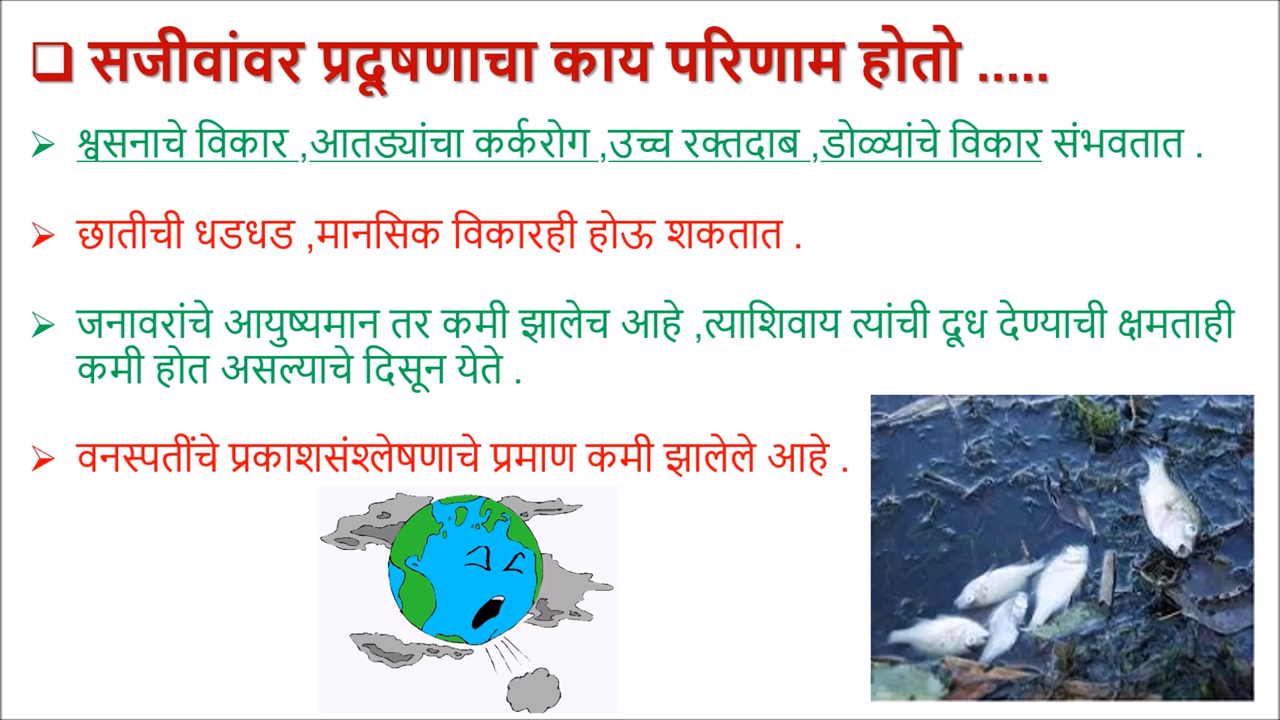 ❑ सजीवांवर प्रदूषणाचा काय परिणाम होतो .....
➢ श्वसनाचे विकार ,आतड्यांचा कर्करोग ,उच्च रक्तदाब ,डोळ्यांचे विकार संभवतात .
➢ छातीची धडधड ,मानसिक विकारही होऊ शकतात .
➢ जनावरांचे आयुष्यमान तर कमी झालेच आहे ,त्याशिवाय त्यांची दूध देण्याची क्षमताही
कमी होत असल्याचे दिसून येते .
➢ वनस्पतींचे प्रकाशसंश्लेषणाचे प्रमाण कमी झालेले आहे .